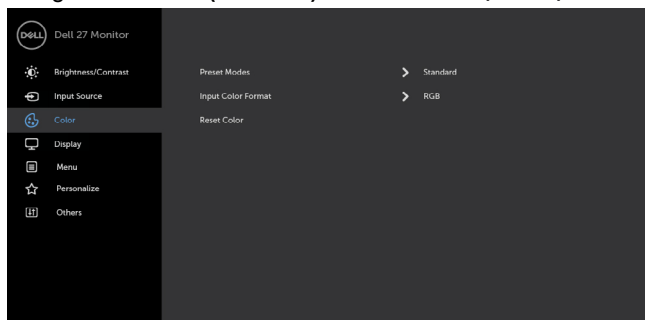 DELL Dell 27 Monitor
Brightness/Contrast Preset Modes Standard
Input Source Input Color Format RGB
Color Reset Color
Display
Menu
Personalize
Others